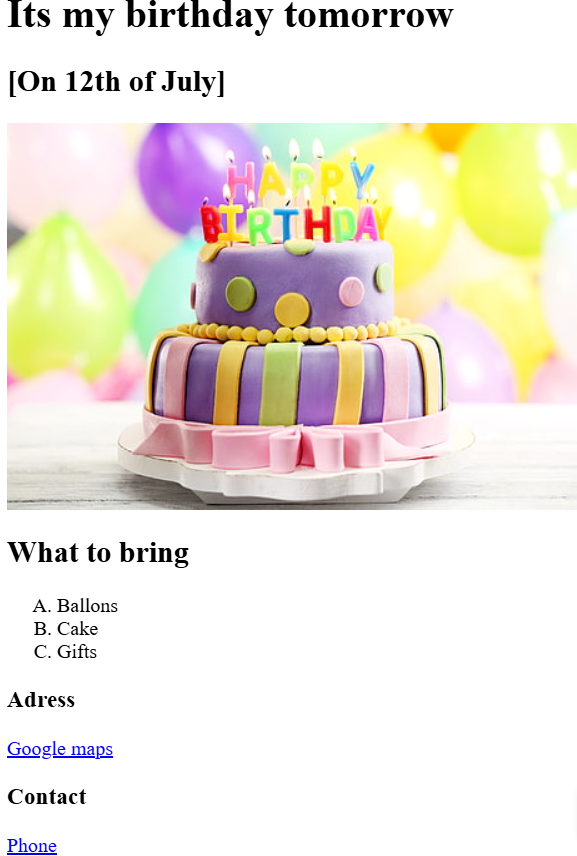 Its my birthday tomorrow
[On 12th of July]
HAPPY
BIRTHDAY
What to bring
A. Ballons
B. Cake
C. Gifts
Adress
Google maps
Contact
Phone